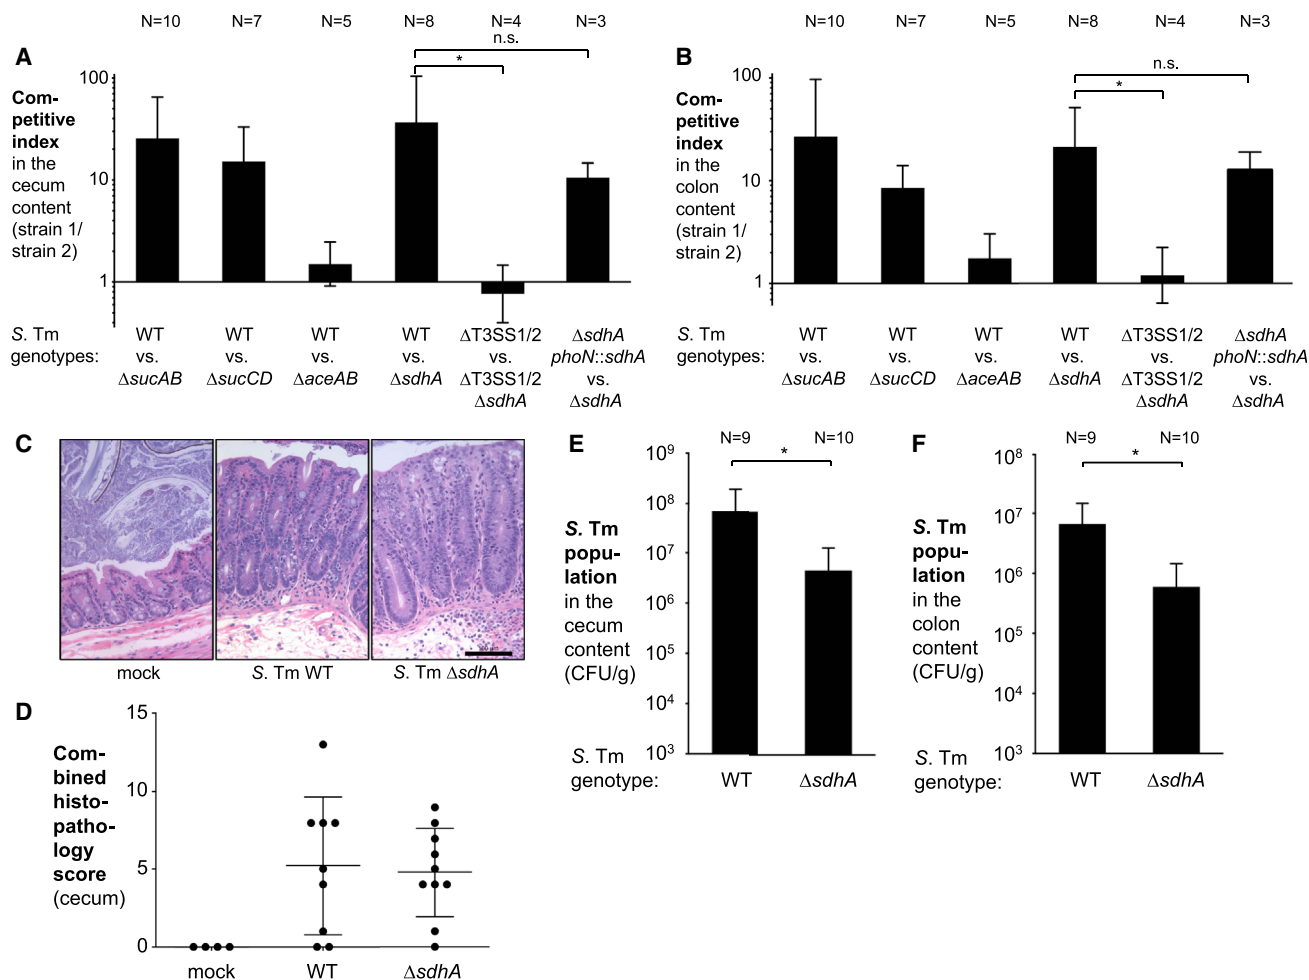 N=10 N=7 N=5 N=8 N=4 N=3
n.s.
*
A
100
10
1
Com-
petitive
index
in the
cecum
content
(strain 1/
strain 2)
S. Tm
genotypes:
WT
vs.
ΔsucAB
WT
vs.
ΔsucCD
WT
vs.
ΔaceAB
WT
vs.
ΔsdhA
ΔT3SS1/2
vs.
ΔT3SS1/2
ΔsdhA
ΔsdhA
phoN::sdhA
vs.
ΔsdhA
N=10 N=7 N=5 N=8 N=4 N=3
n.s.
*
B
100
10
1
Com-
petitive
index
in the
colon
content
(strain 1/
strain 2)
S. Tm
genotypes:
WT
vs.
ΔsucAB
WT
vs.
ΔsucCD
WT
vs.
ΔaceAB
WT
vs.
ΔsdhA
ΔT3SS1/2
vs.
ΔT3SS1/2
ΔsdhA
ΔsdhA
phoN::sdhA
vs.
ΔsdhA
C
mock
S. Tm WT
S. Tm ΔsdhA
D
15
10
5
0
Com-
bined
histo-
patho-
logy
score
(cecum)
mock WT ΔsdhA
E
N=9 N=10
*
10⁹
10⁸
10⁷
10⁶
10⁵
10⁴
10³
S. Tm
popu-
lation
in the
cecum
content
(CFU/g)
S. Tm
genotype:
WT ΔsdhA
F
N=9 N=10
*
10⁸
10⁷
10⁶
10⁵
10⁴
10³
S. Tm
popu-
lation
in the
colon
content
(CFU/g)
S. Tm
genotype:
WT ΔsdhA